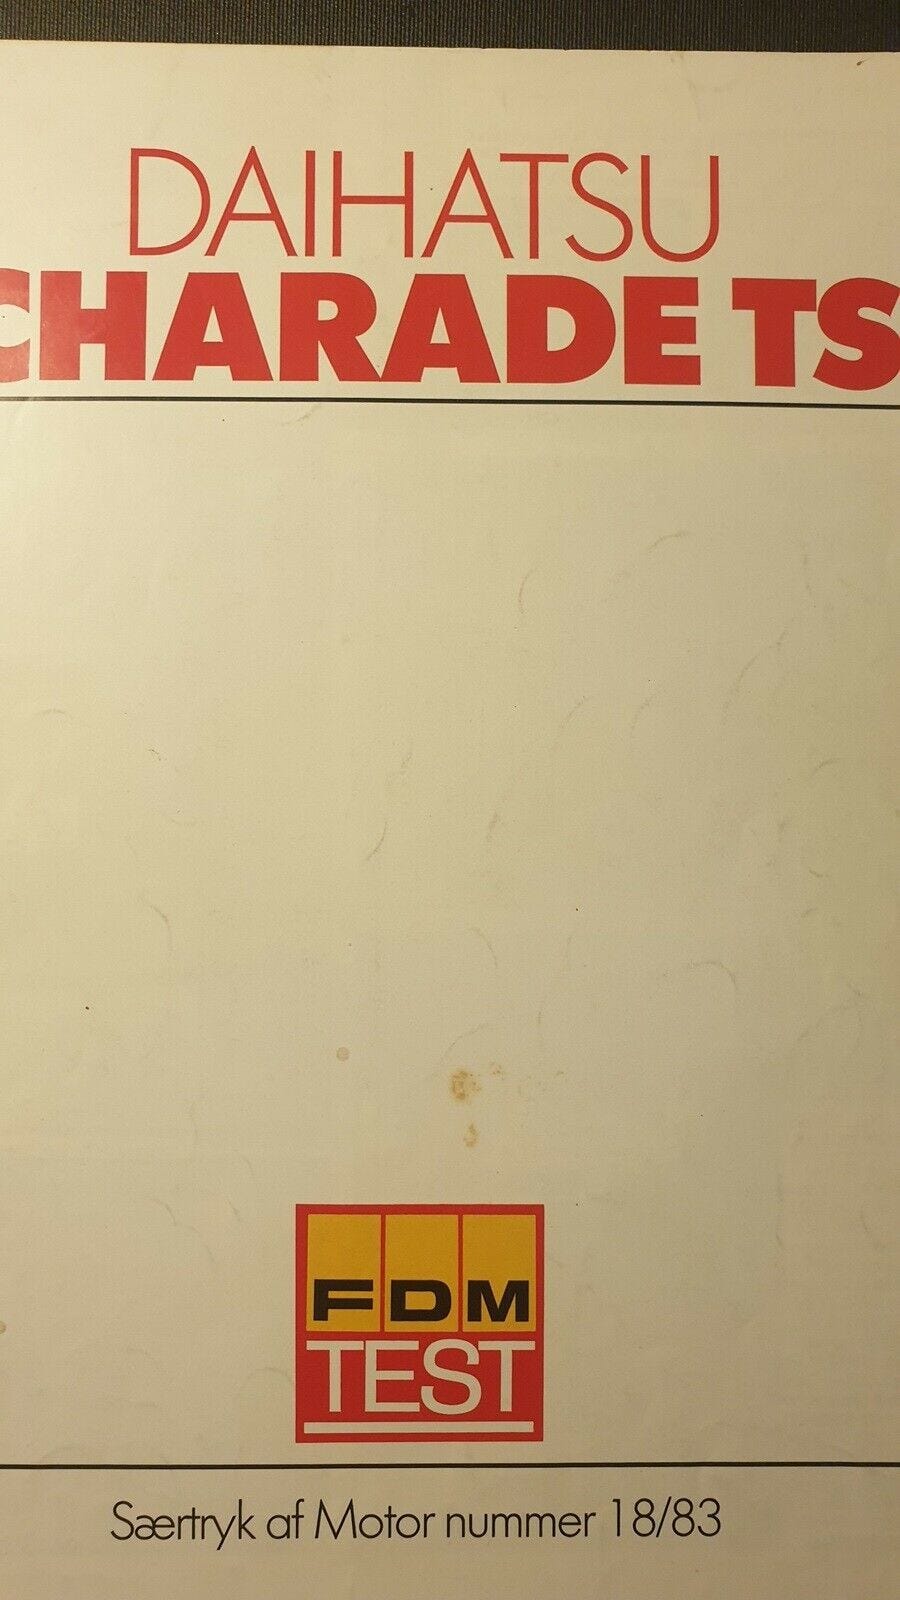 DAIHATSU
CHARADE TS
FDM
TEST
Særtryk af Motor nummer 18/83